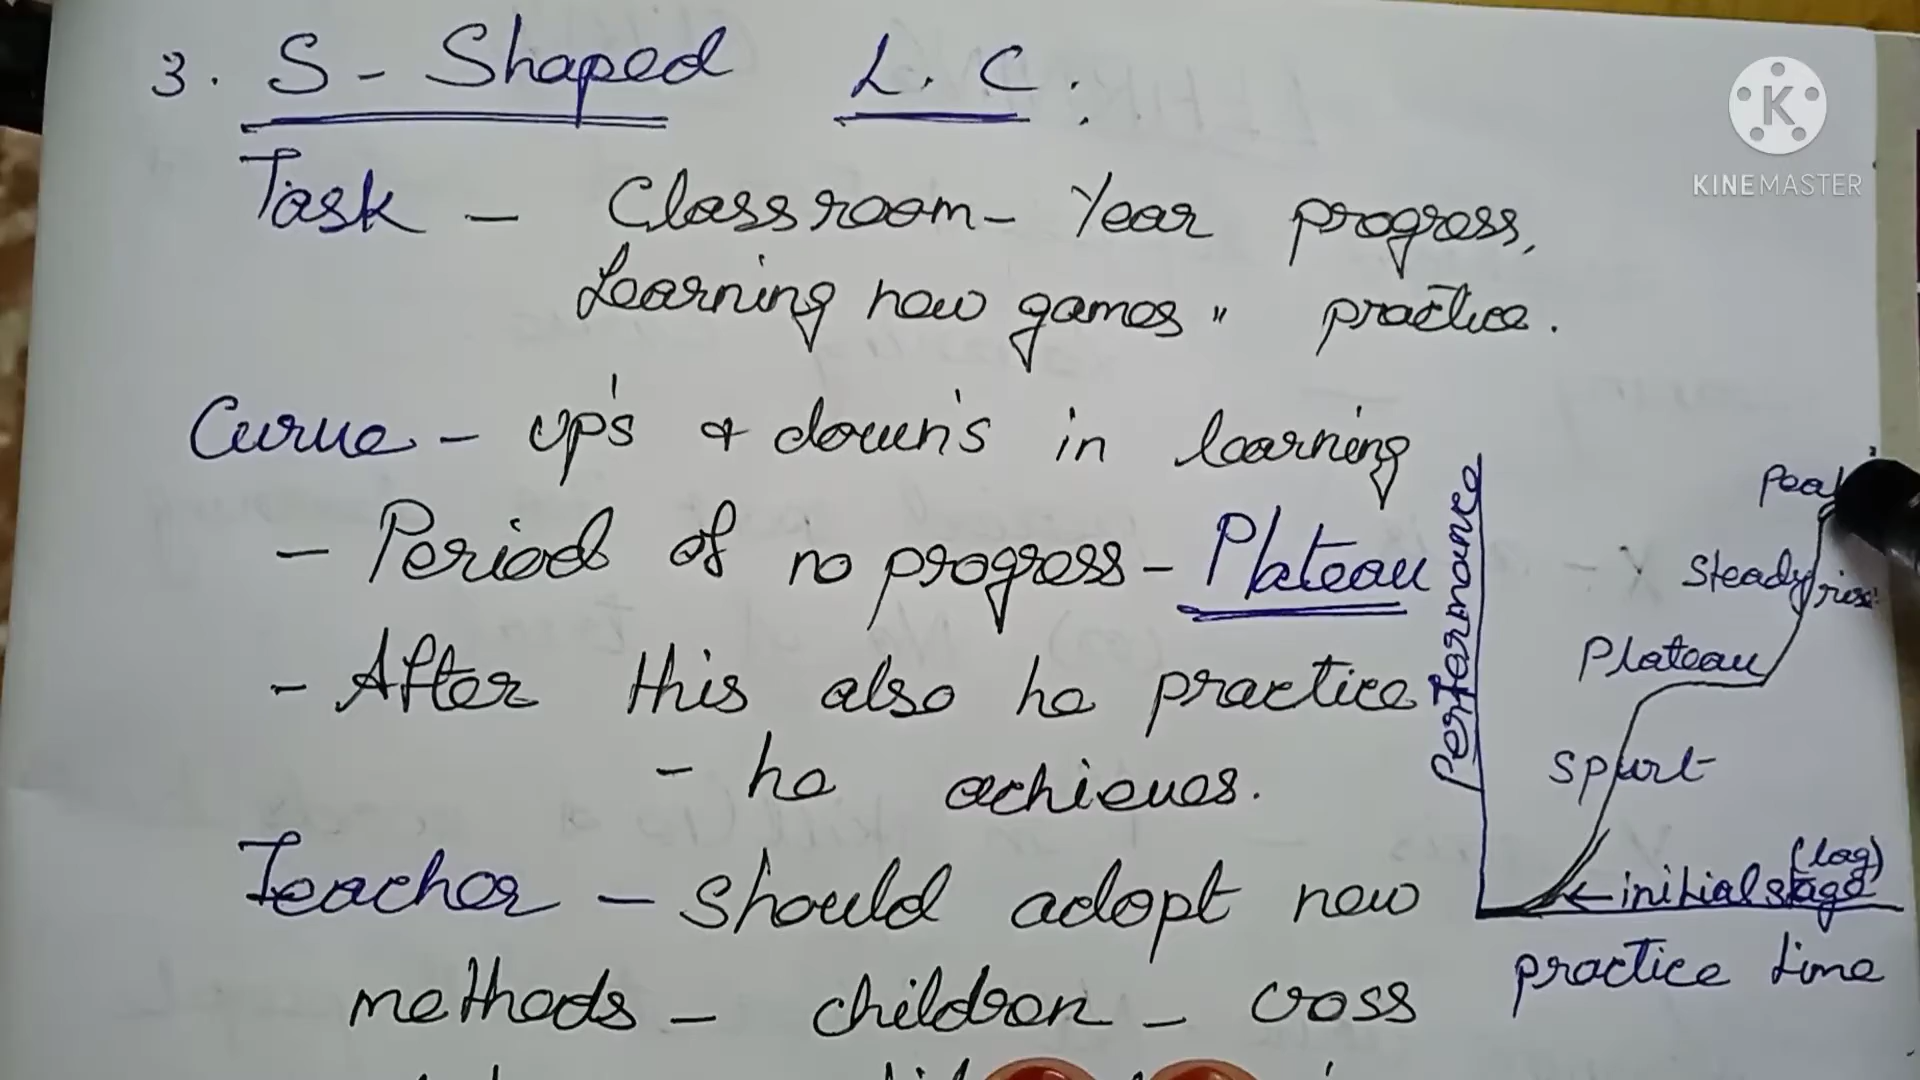 3. S - Shaped L. C :
Task - Classroom - Year progress,
Learning new games " practice.
Curve - up's & down's in learning
- Period of no progress - Plateau
- After this also he practice
- he achieves.
Teacher - should adopt new
methods - children - cross
Performance
Peak
Steady rise
Plateau
Spurt
(lag)
← initial stage
practice time
KINEMASTER